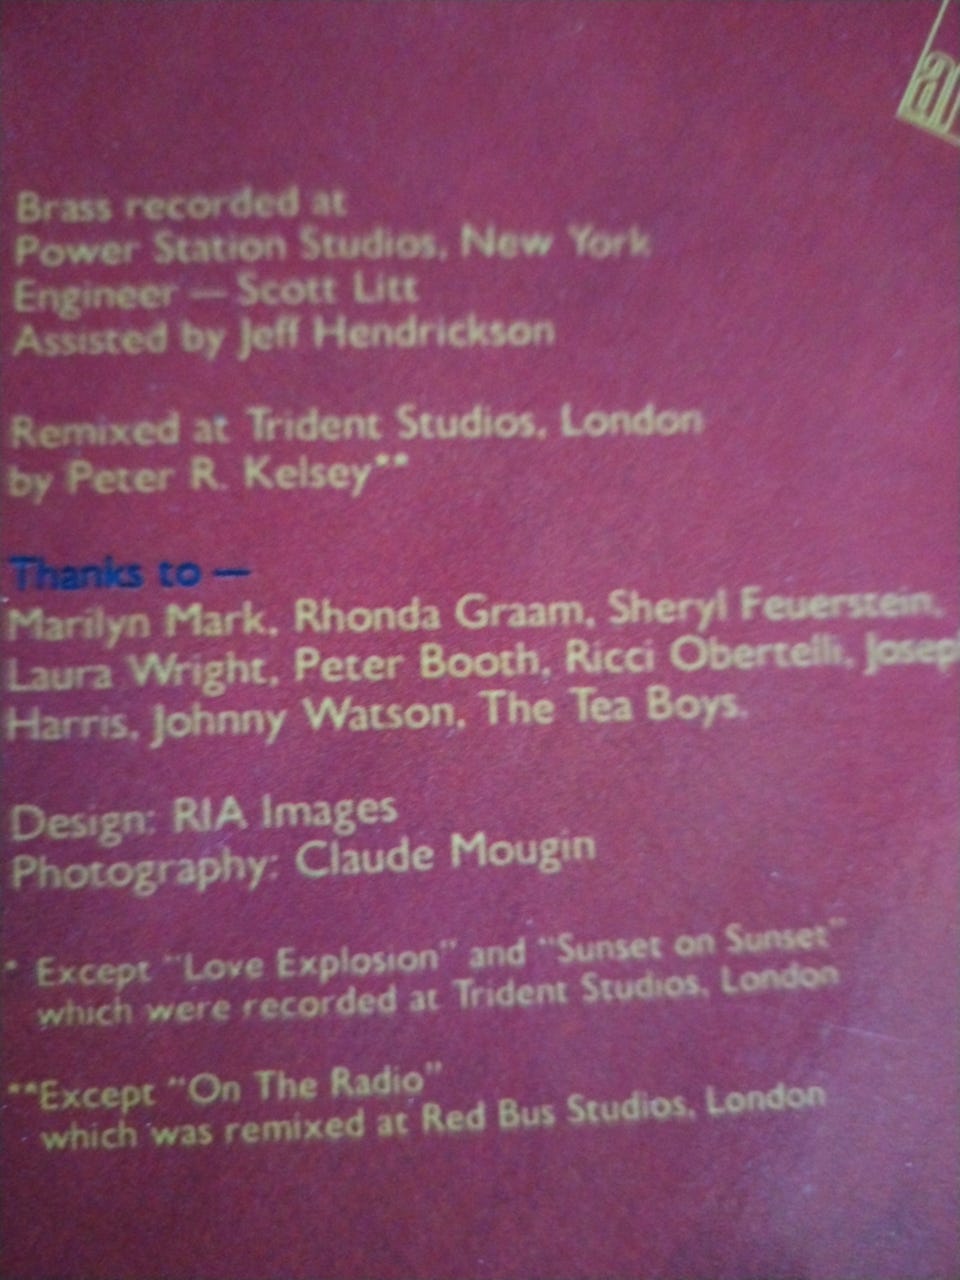 Brass recorded at
Power Station Studios, New York
Engineer — Scott Litt
Assisted by Jeff Hendrickson
Remixed at Trident Studios, London
by Peter R. Kelsey**
Thanks to —
Marilyn Mark, Rhonda Graam, Sheryl Feuerstein,
Laura Wright, Peter Booth, Ricci Obertelli, Josep
Harris, Johnny Watson, The Tea Boys.
Design: RIA Images
Photography: Claude Mougin
* Except "Love Explosion" and "Sunset on Sunset"
which were recorded at Trident Studios, London
**Except "On The Radio"
which was remixed at Red Bus Studios, London